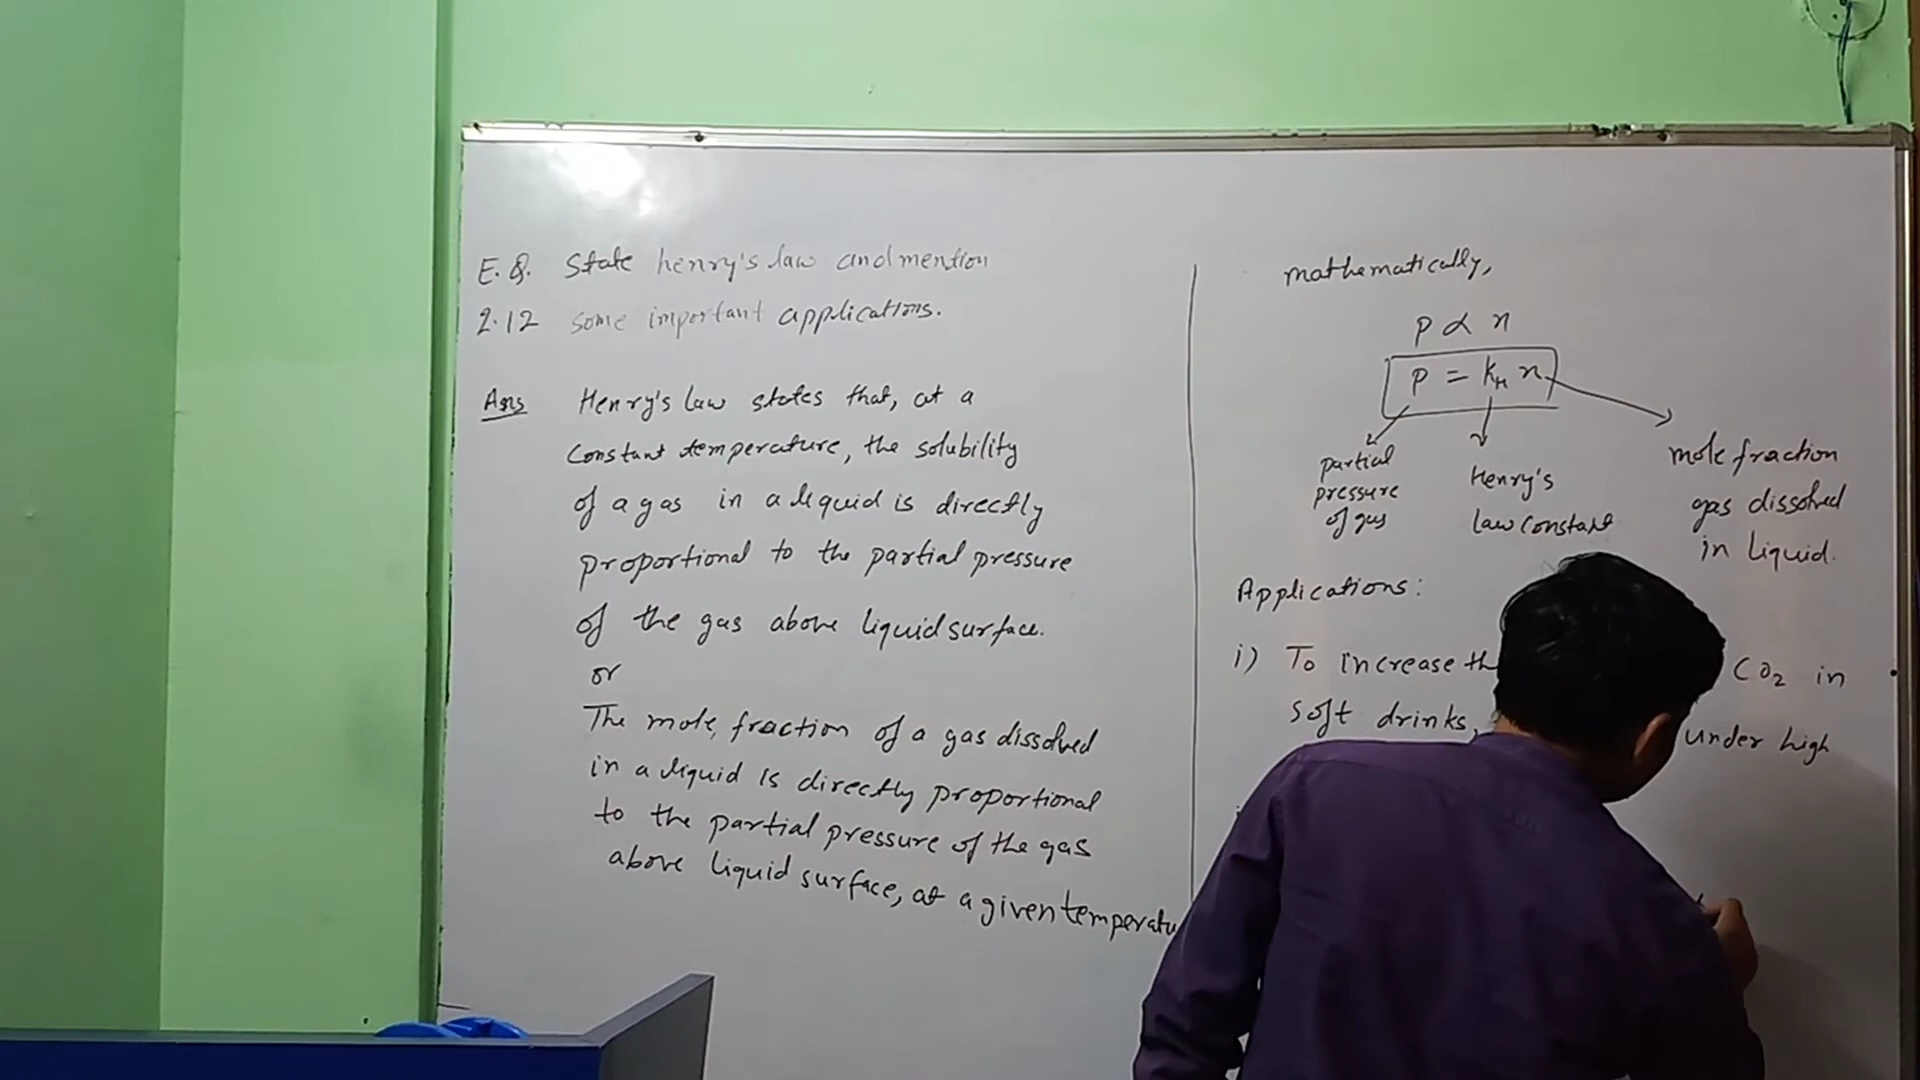 E.Q. State henry's law and mention
2.12 some important applications.
Ans Henry's law states that, at a
Constant temperature, the solubility
of a gas in a liquid is directly
proportional to the partial pressure
of the gas above liquid surface.
or
The mole, fraction of a gas dissolved
in a liquid is directly proportional
to the partial pressure of the gas
above liquid surface, at a given temperatu
mathematically,
p ∝ x
p = KH x
partial
pressure
of gas
Henry's
law constant
mole fraction
gas dissolved
in liquid.
Applications:
i) To increase th CO2 in
soft drinks, under high